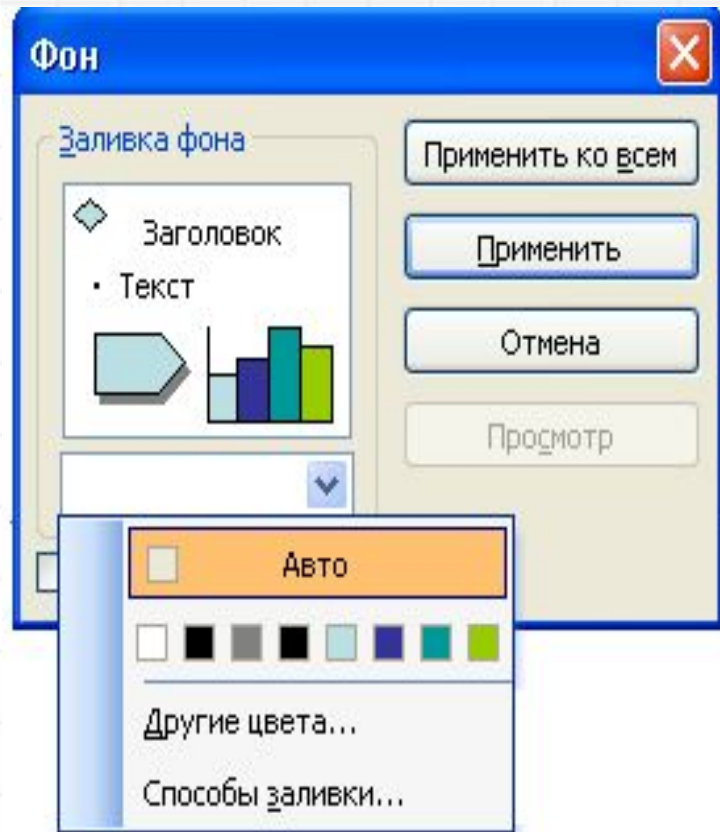 Фон
Заливка фона
Заголовок
· Текст
Применить ко всем
Применить
Отмена
Просмотр
Авто
Другие цвета...
Способы заливки...